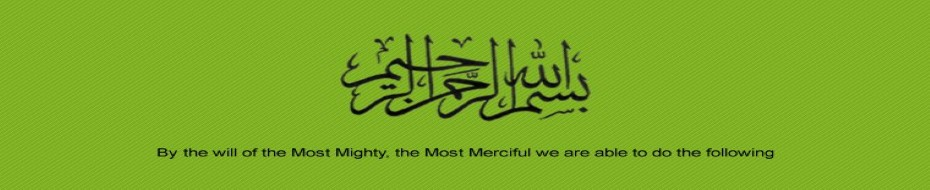 بسم الله الرحمن الرحيم
By the will of the Most Mighty, the Most Merciful we are able to do the following